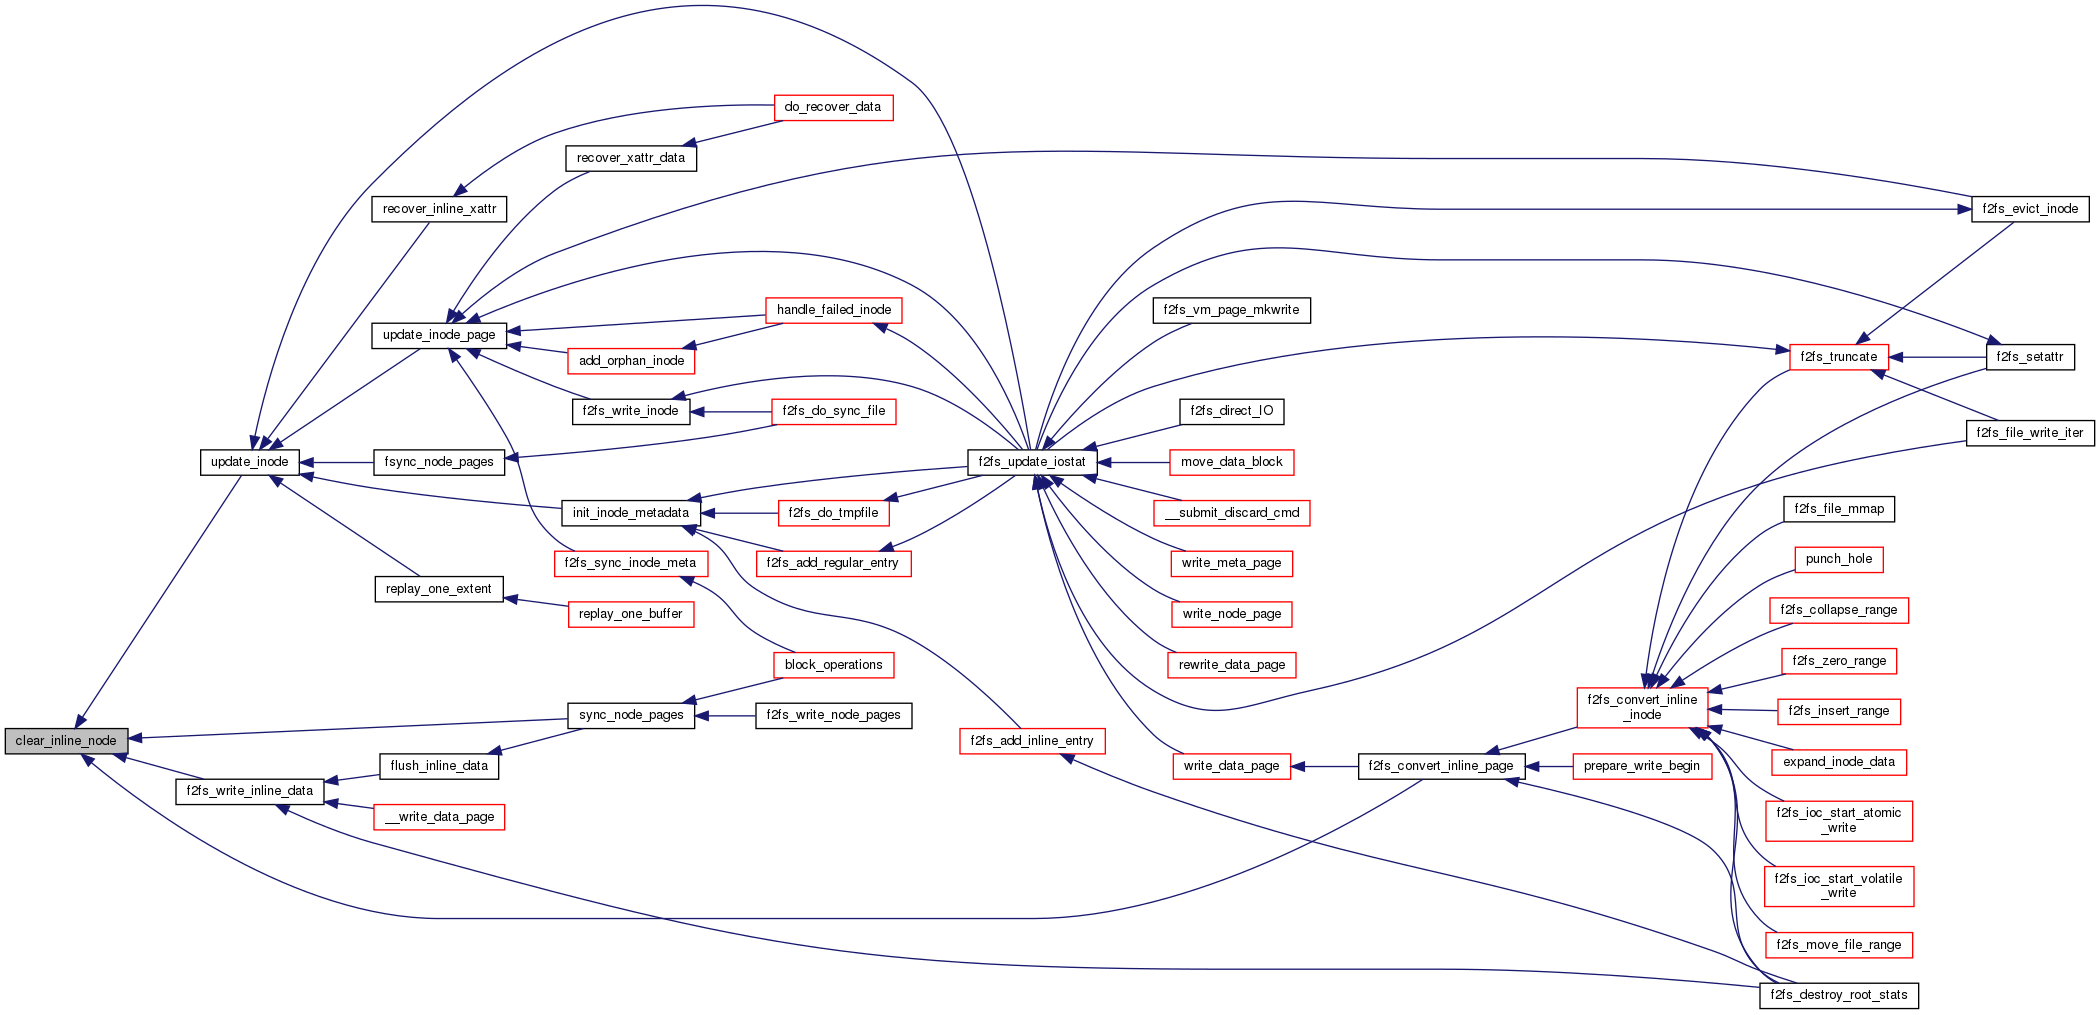 do_recover_data
recover_xattr_data
recover_inline_xattr
f2fs_evict_inode
handle_failed_inode
f2fs_vm_page_mkwrite
update_inode_page
add_orphan_inode
f2fs_truncate
f2fs_setattr
f2fs_write_inode
f2fs_do_sync_file
f2fs_direct_IO
f2fs_file_write_iter
update_inode
fsync_node_pages
f2fs_update_iostat
move_data_block
init_inode_metadata
f2fs_do_tmpfile
__submit_discard_cmd
f2fs_file_mmap
f2fs_sync_inode_meta
f2fs_add_regular_entry
write_meta_page
punch_hole
replay_one_extent
replay_one_buffer
write_node_page
f2fs_collapse_range
block_operations
rewrite_data_page
f2fs_zero_range
f2fs_convert_inline
_inode
sync_node_pages
f2fs_write_node_pages
f2fs_insert_range
clear_inline_node
f2fs_add_inline_entry
flush_inline_data
write_data_page
f2fs_convert_inline_page
prepare_write_begin
expand_inode_data
f2fs_write_inline_data
__write_data_page
f2fs_ioc_start_atomic
_write
f2fs_ioc_start_volatile
_write
f2fs_move_file_range
f2fs_destroy_root_stats